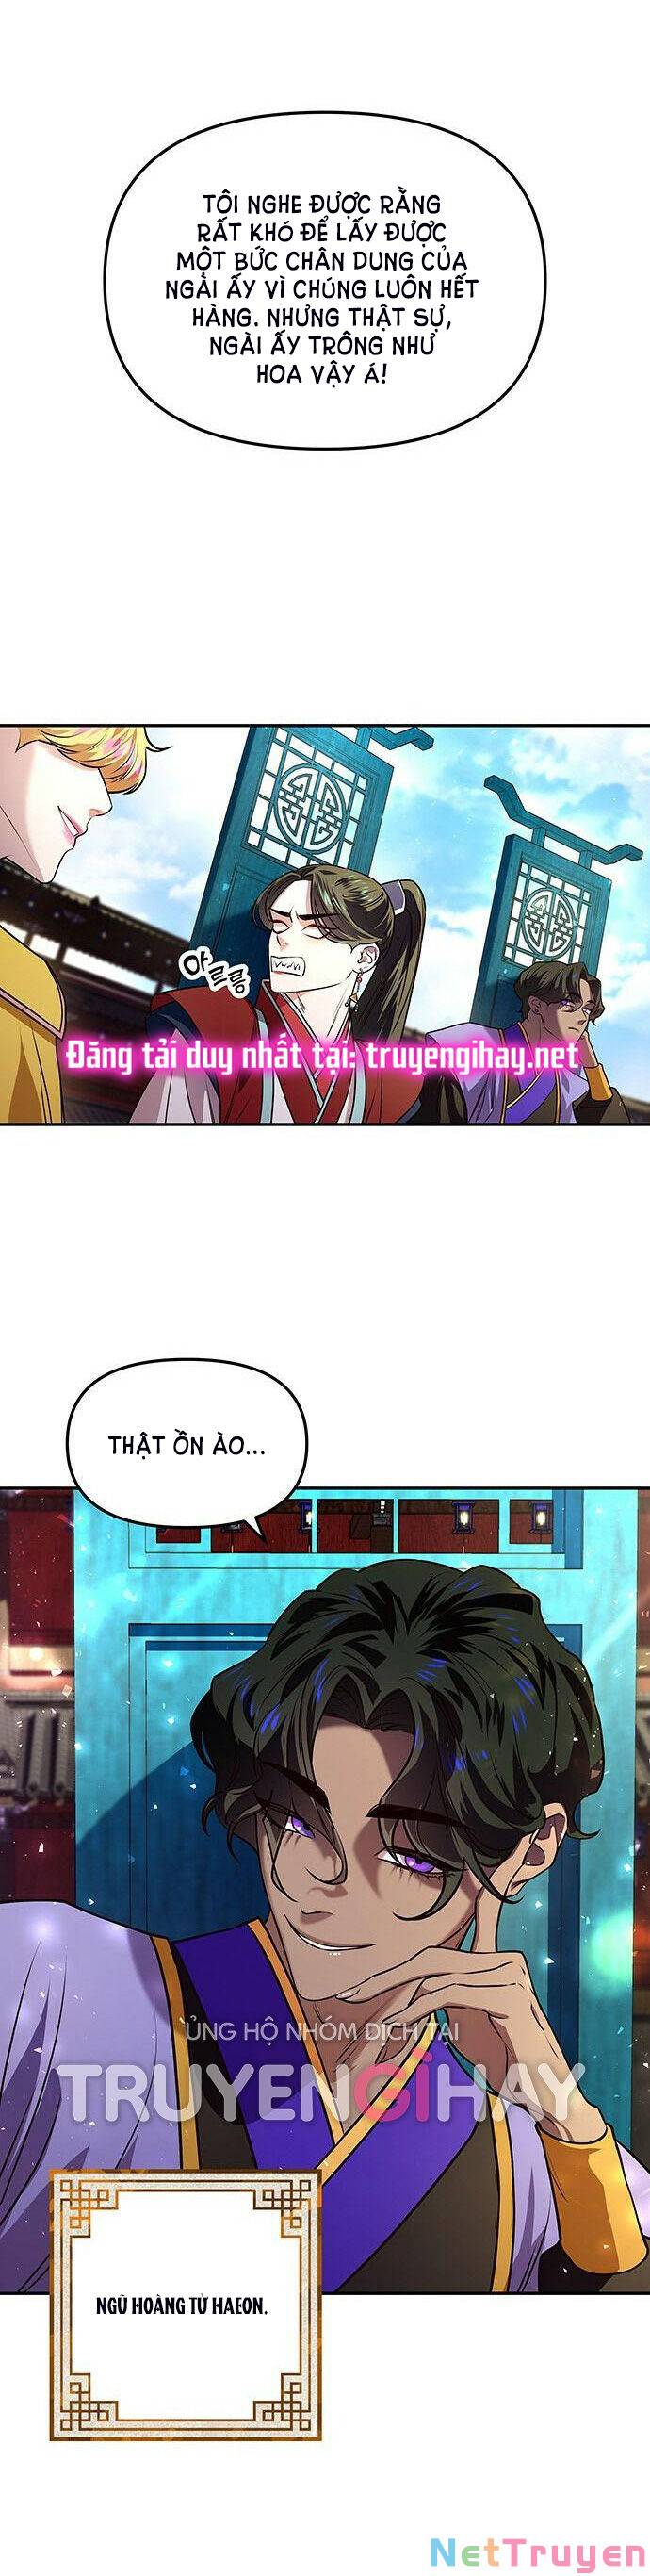 TÔI NGHE ĐƯỢC RẰNG
RẤT KHÓ ĐỂ LẤY ĐƯỢC
MỘT BỨC CHÂN DUNG CỦA
NGÀI ẤY VÌ CHÚNG LUÔN HẾT
HÀNG. NHƯNG THẬT SỰ,
NGÀI ẤY TRÔNG NHƯ
HOA VẬY Á!
아르릉
Đăng tải duy nhất tại: truyengihay.net
THẬT ỒN ÀO...
ỦNG HỘ NHÓM DỊCH TẠI
TRUYENGIHAY
NGŨ HOÀNG TỬ HAEON.
NetTruyen